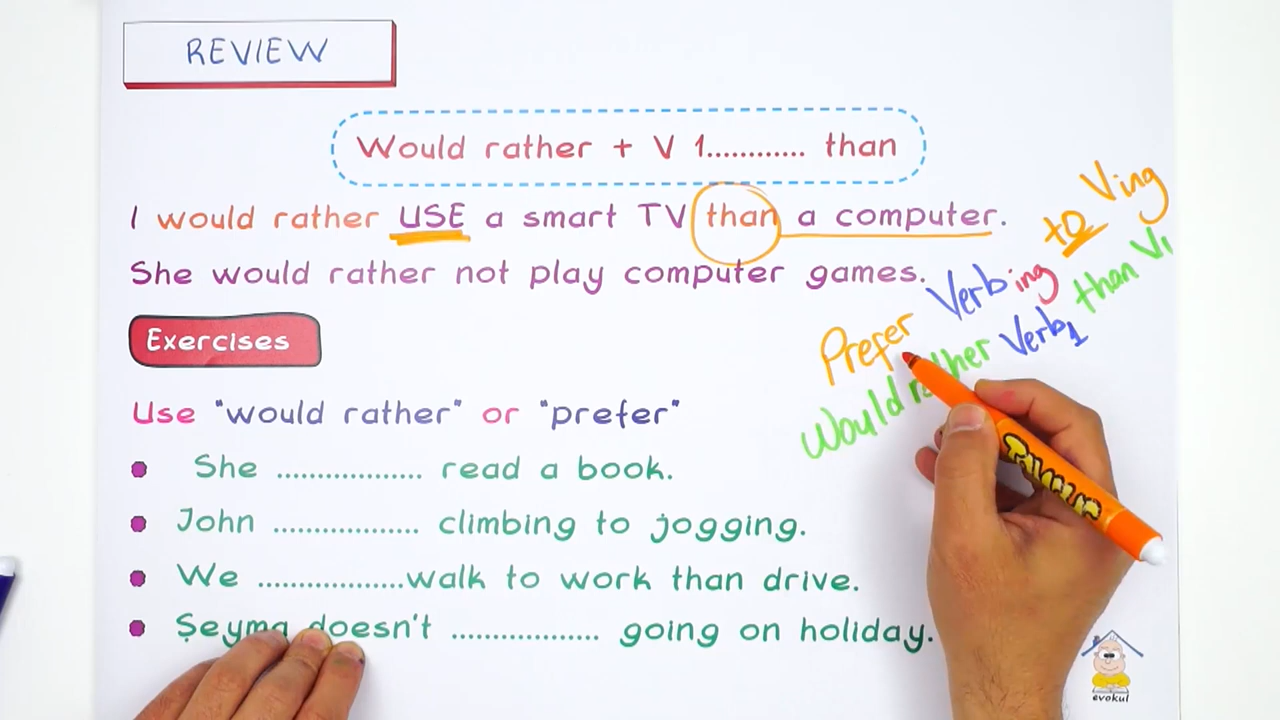 REVIEW
Would rather + V 1............ than
I would rather USE a smart TV than a computer.
She would rather not play computer games.
Prefer Verbing to Ving
Would rather Verb1 than V1
Exercises
Use "would rather" or "prefer"
She ................. read a book.
John ................. climbing to jogging.
We .................walk to work than drive.
Şeyma doesn't ................. going on holiday.
evokul